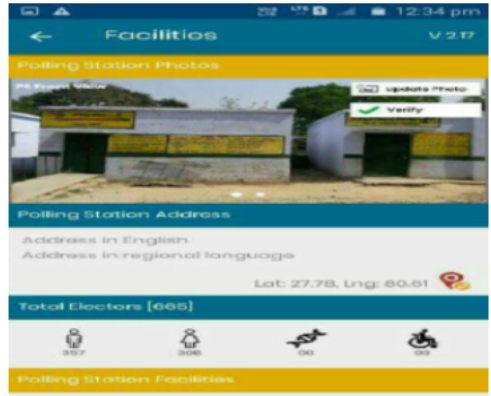 12:34 pm
Facilities
V 2.17
Polling Station Photos
PS Front View
Update Photo
Verify
Polling Station Address
Address in English
Address in regional language
Lat: 27.78, Lng: 80.61
Total Electors [665]
357
308
00
03
Polling Station Facilities